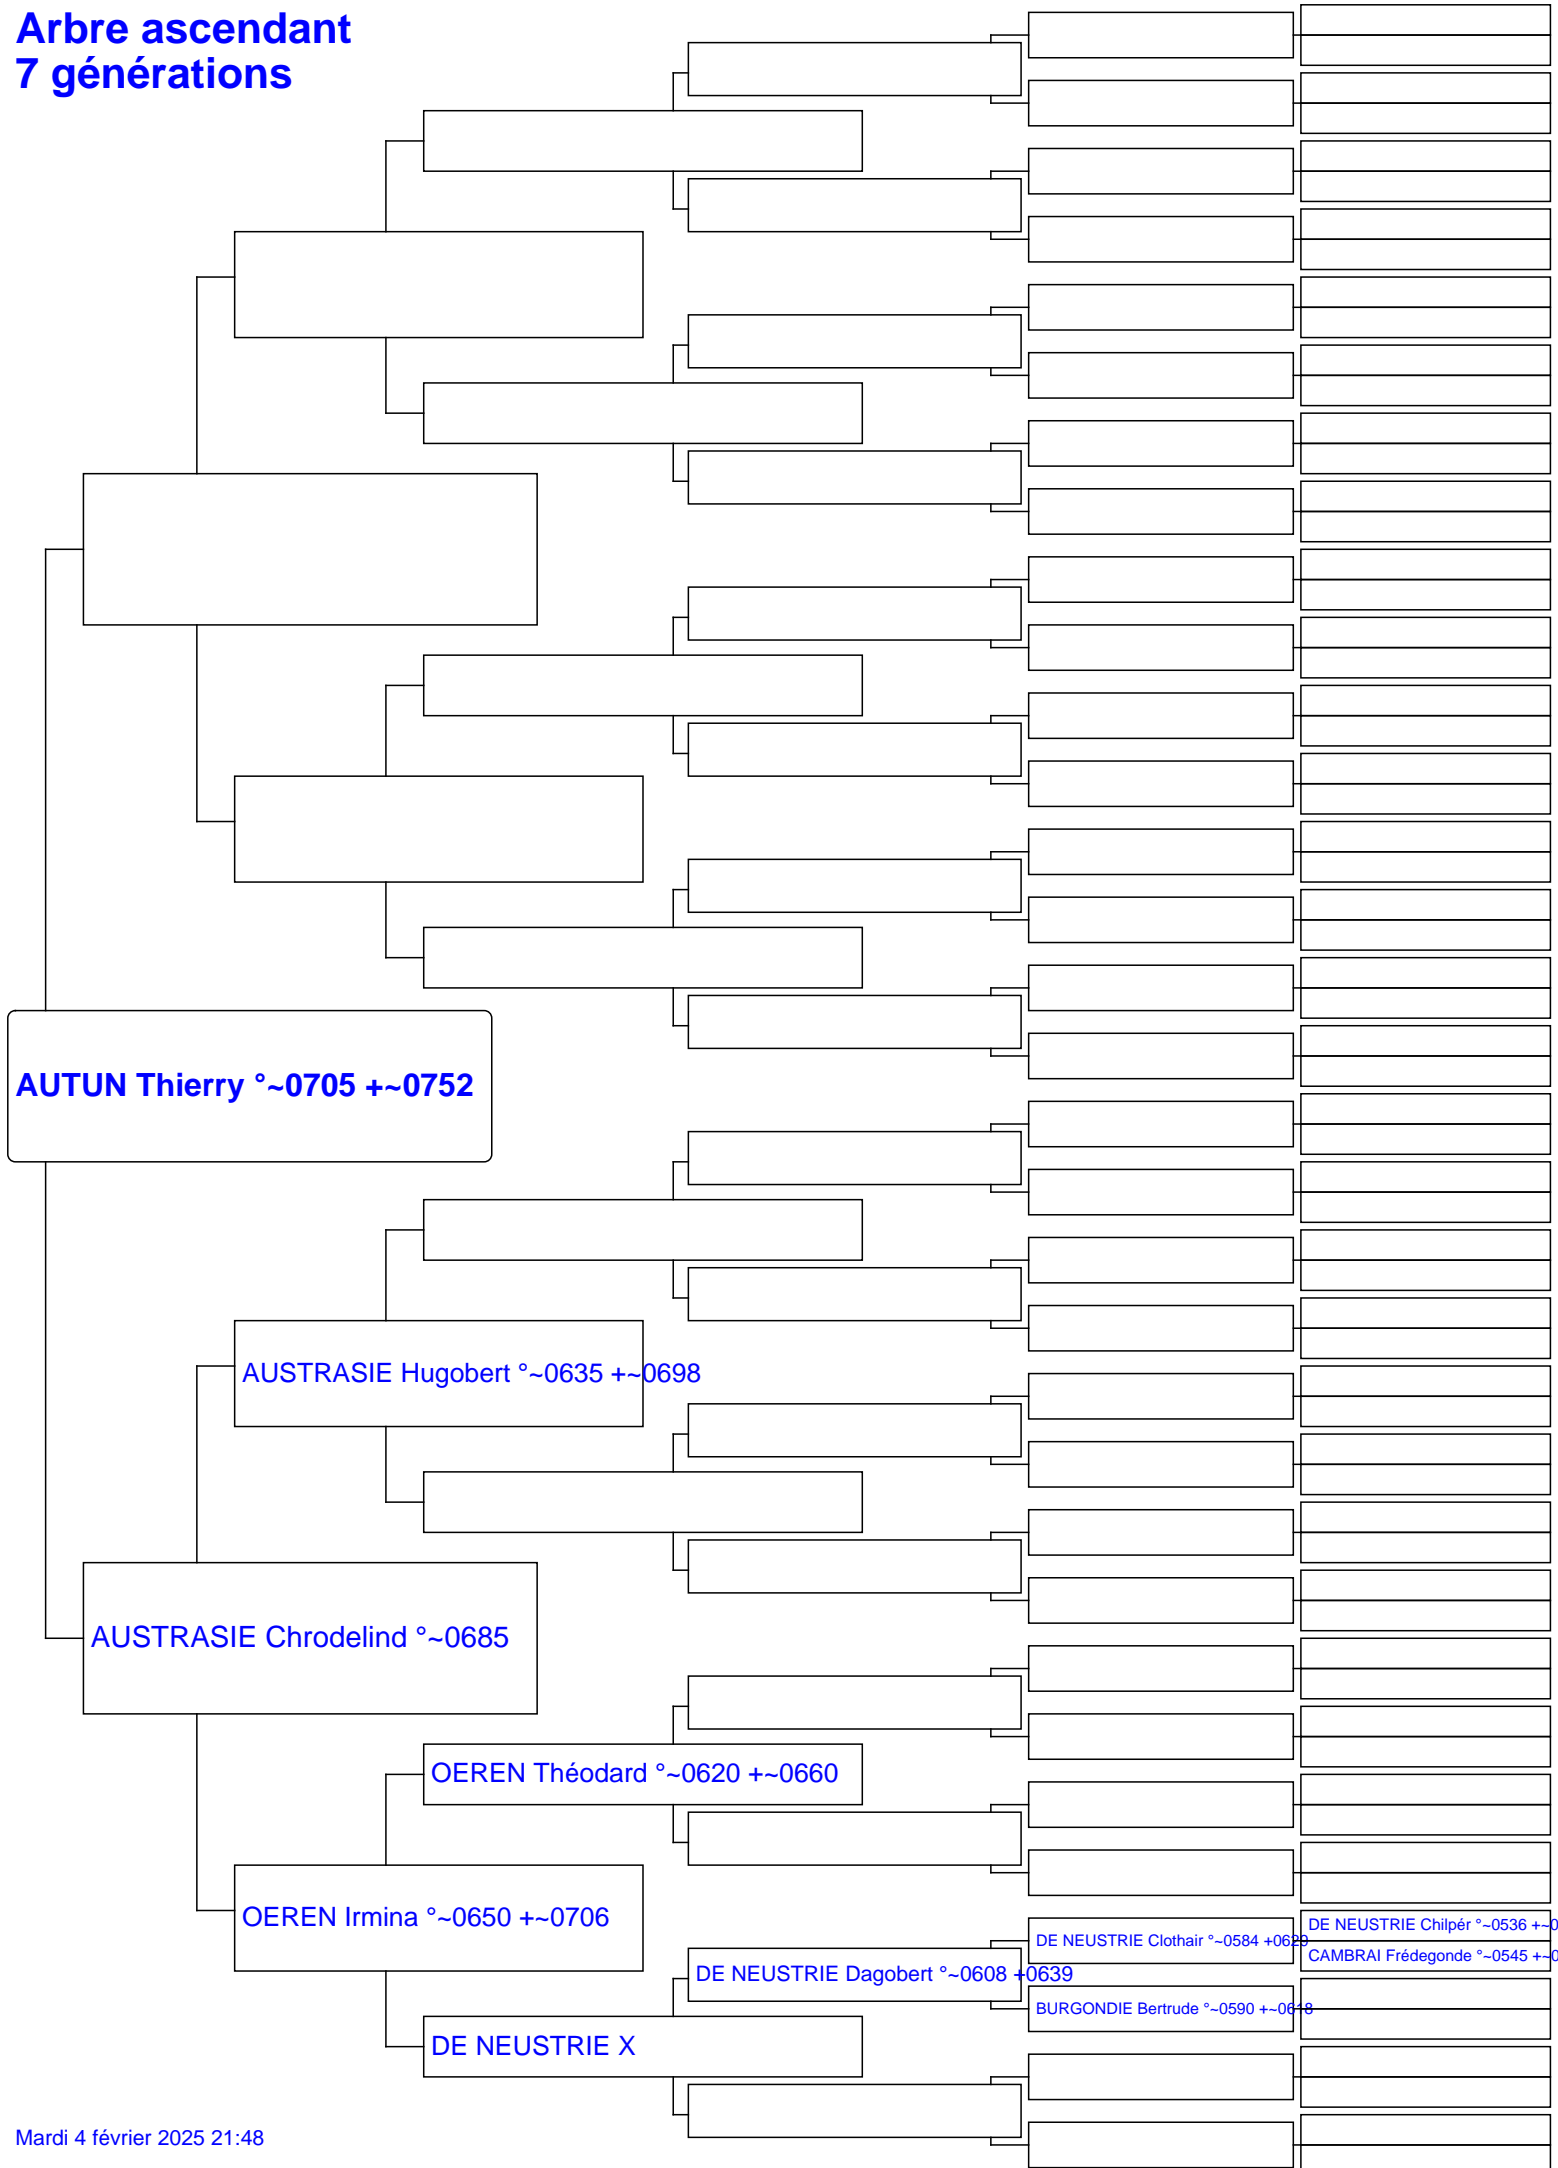 Arbre ascendant
7 générations
AUTUN Thierry °~0705 +~0752
AUSTRASIE Hugobert °~0635 +~0698
AUSTRASIE Chrodelind °~0685
OEREN Théodard °~0620 +~0660
OEREN Irmina °~0650 +~0706
DE NEUSTRIE Chilpér °~0536 +~0
DE NEUSTRIE Clothair °~0584 +0629
CAMBRAI Frédegonde °~0545 +~0
DE NEUSTRIE Dagobert °~0608 +0639
BURGONDIE Bertrude °~0590 +~0618
DE NEUSTRIE X
Mardi 4 février 2025 21:48